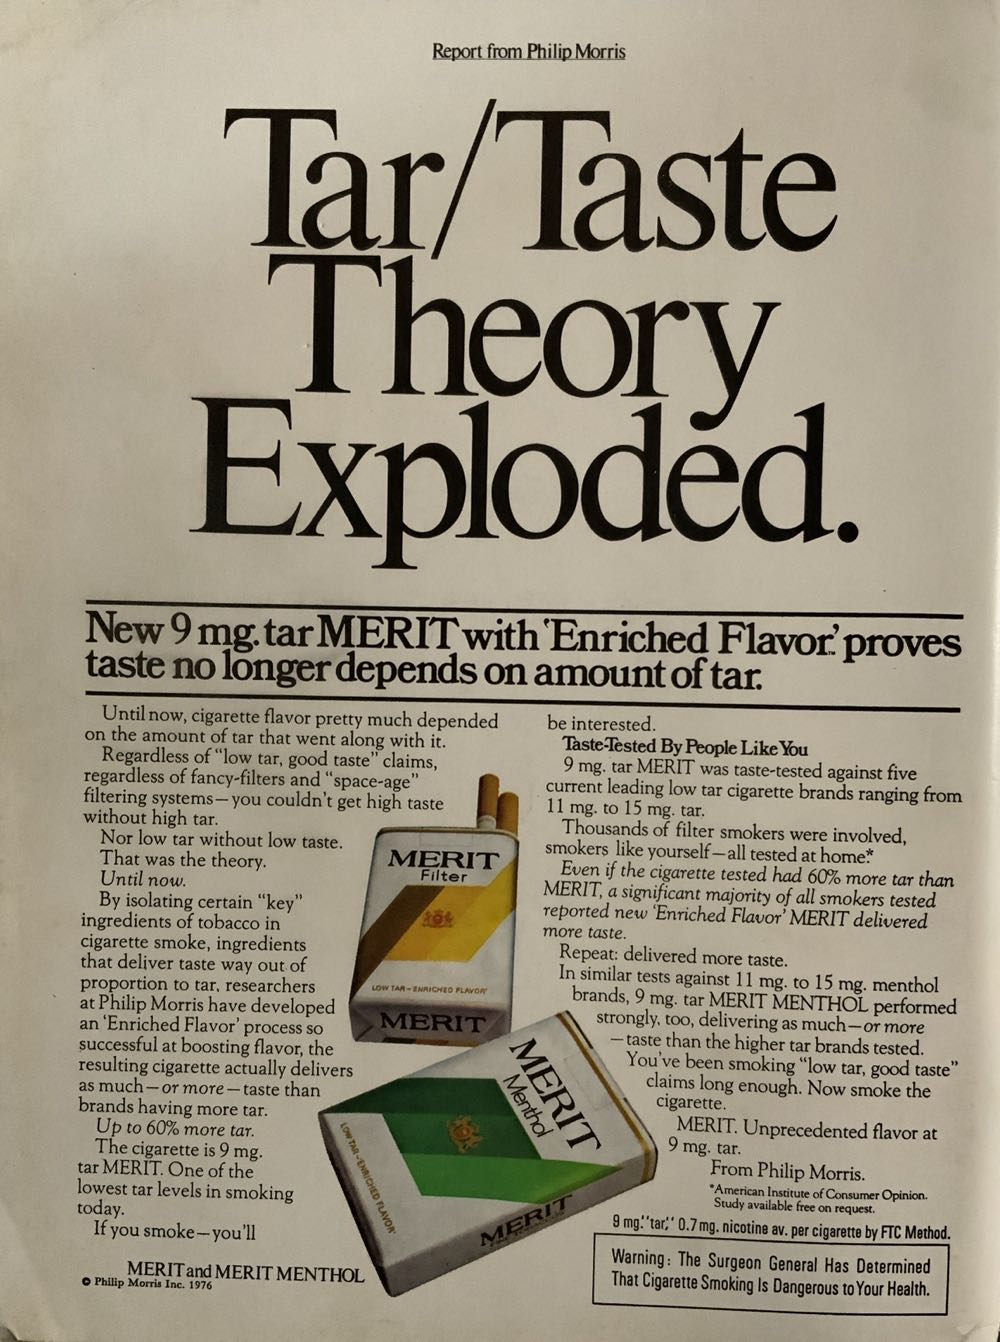 Report from Philip Morris
Tar/Taste
Theory
Exploded.
New 9 mg. tar MERIT with 'Enriched Flavor.' proves
taste no longer depends on amount of tar.
Until now, cigarette flavor pretty much depended
on the amount of tar that went along with it.
Regardless of "low tar, good taste" claims,
regardless of fancy-filters and "space-age"
filtering systems—you couldn't get high taste
without high tar.
Nor low tar without low taste.
That was the theory.
Until now.
By isolating certain "key"
ingredients of tobacco in
cigarette smoke, ingredients
that deliver taste way out of
proportion to tar, researchers
at Philip Morris have developed
an 'Enriched Flavor' process so
successful at boosting flavor, the
resulting cigarette actually delivers
as much—or more—taste than
brands having more tar.
Up to 60% more tar.
The cigarette is 9 mg.
tar MERIT. One of the
lowest tar levels in smoking
today.
If you smoke—you'll
be interested.
Taste-Tested By People Like You
9 mg. tar MERIT was taste-tested against five
current leading low tar cigarette brands ranging from
11 mg. to 15 mg. tar.
Thousands of filter smokers were involved,
smokers like yourself—all tested at home.*
Even if the cigarette tested had 60% more tar than
MERIT, a significant majority of all smokers tested
reported new 'Enriched Flavor' MERIT delivered
more taste.
Repeat: delivered more taste.
In similar tests against 11 mg. to 15 mg. menthol
brands, 9 mg. tar MERIT MENTHOL performed
strongly, too, delivering as much—or more
—taste than the higher tar brands tested.
You've been smoking "low tar, good taste"
claims long enough. Now smoke the
cigarette.
MERIT. Unprecedented flavor at
9 mg. tar.
From Philip Morris.
*American Institute of Consumer Opinion.
Study available free on request.
MERIT
Filter
LOW TAR–ENRICHED FLAVOR'
MERIT
MERIT
Menthol
LOW TAR–ENRICHED FLAVOR'
MERIT
MERIT and MERIT MENTHOL
© Philip Morris Inc. 1976
9 mg. "tar," 0.7 mg. nicotine av. per cigarette by FTC Method.
Warning: The Surgeon General Has Determined
That Cigarette Smoking Is Dangerous to Your Health.